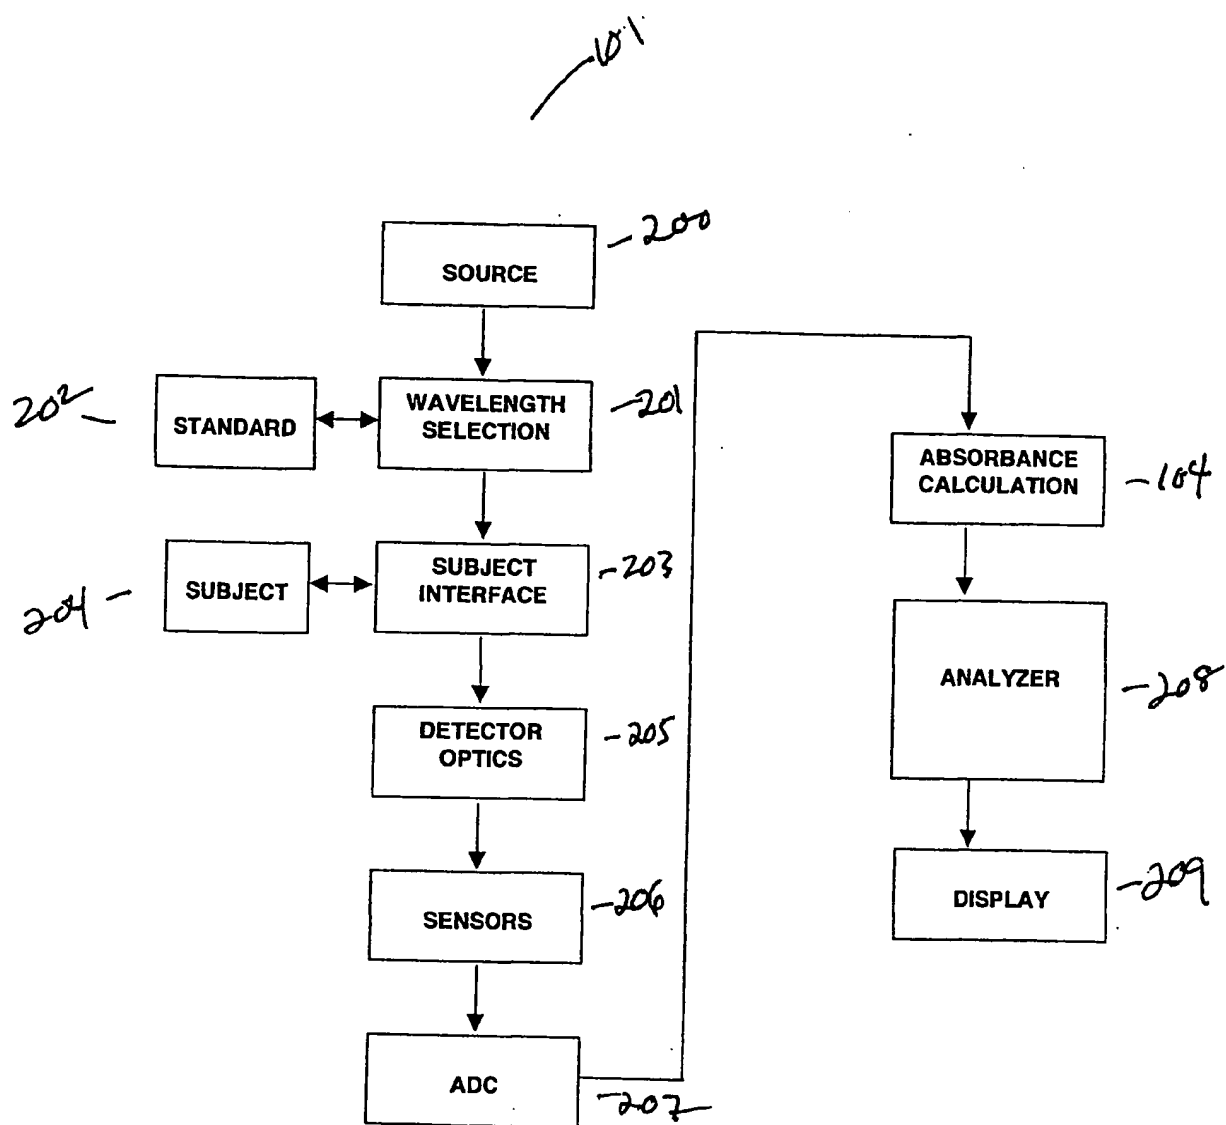 101
SOURCE
200
WAVELENGTH
SELECTION
201
202
STANDARD
SUBJECT
INTERFACE
203
204
SUBJECT
DETECTOR
OPTICS
205
SENSORS
206
ADC
207
ABSORBANCE
CALCULATION
104
ANALYZER
208
DISPLAY
209